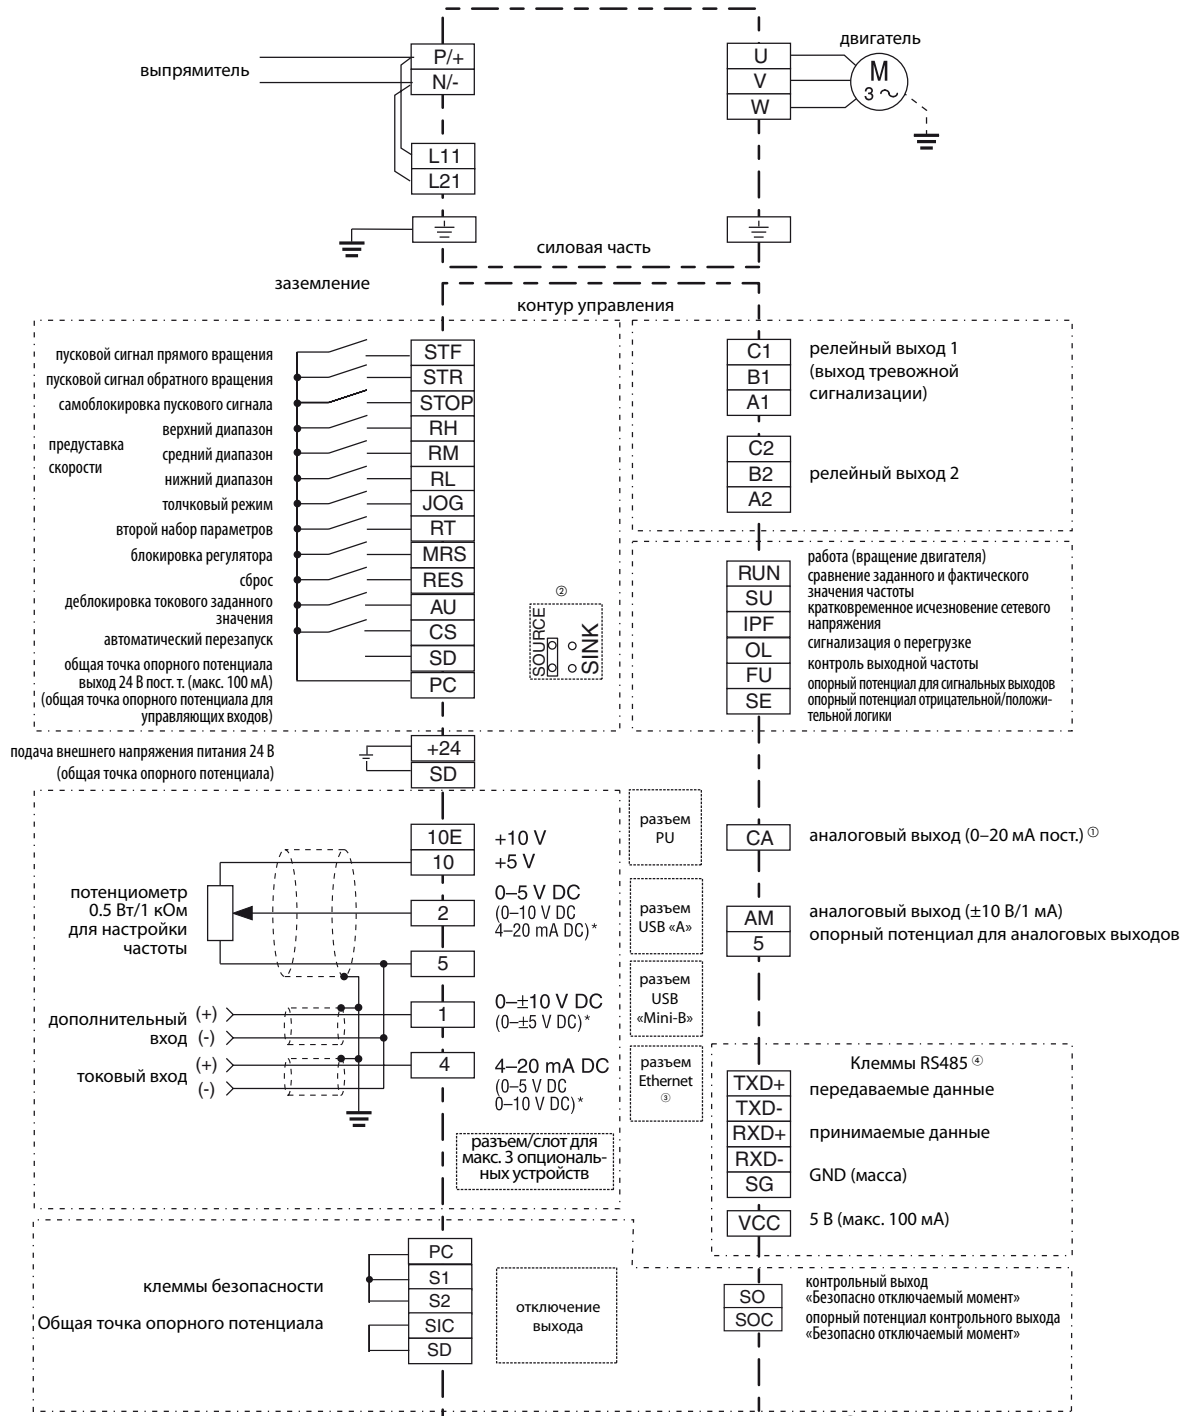 двигатель
выпрямитель
P/+
N/-
L11
L21
U
V
W
M
3 ~
силовая часть
заземление
контур управления
пусковой сигнал прямого вращения
STF
пусковой сигнал обратного вращения
STR
самоблокировка пускового сигнала
STOP
предуставка
скорости
верхний диапазон
RH
средний диапазон
RM
нижний диапазон
RL
толчковый режим
JOG
второй набор параметров
RT
блокировка регулятора
MRS
сброс
RES
деблокировка токового заданного
значения
AU
автоматический перезапуск
CS
SD
общая точка опорного потенциала
выход 24 В пост. т. (макс. 100 мА)
(общая точка опорного потенциала для
управляющих входов)
PC
②
SOURCE
SINK
C1
B1
A1
релейный выход 1
(выход тревожной
сигнализации)
C2
B2
A2
релейный выход 2
RUN
SU
IPF
OL
FU
SE
работа (вращение двигателя)
сравнение заданного и фактического
значения частоты
кратковременное исчезновение сетевого
напряжения
сигнализация о перегрузке
контроль выходной частоты
опорный потенциал для сигнальных выходов
опорный потенциал отрицательной/положи-
тельной логики
подача внешнего напряжения питания 24 В
(общая точка опорного потенциала)
+24
SD
потенциометр
0.5 Вт/1 кОм
для настройки
частоты
10E
+10 V
10
+5 V
2
0–5 V DC
(0–10 V DC
4–20 mA DC)*
5
дополнительный
вход
(+)
(-)
1
0–±10 V DC
(0–±5 V DC)*
токовый вход
(+)
(-)
4
4–20 mA DC
(0–5 V DC
0–10 V DC)*
разъем/слот для
макс. 3 опциональ-
ных устройств
разъем
PU
разъем
USB «A»
разъем
USB
«Mini-B»
разъем
Ethernet
③
CA
аналоговый выход (0–20 мА пост.) ①
AM
5
аналоговый выход (±10 В/1 мА)
опорный потенциал для аналоговых выходов
Клеммы RS485 ④
TXD+
TXD-
RXD+
RXD-
SG
VCC
передаваемые данные
принимаемые данные
GND (масса)
5 В (макс. 100 мА)
клеммы безопасности
Общая точка опорного потенциала
PC
S1
S2
SIC
SD
отключение
выхода
SO
SOC
контрольный выход
«Безопасно отключаемый момент»
опорный потенциал контрольного выхода
«Безопасно отключаемый момент»